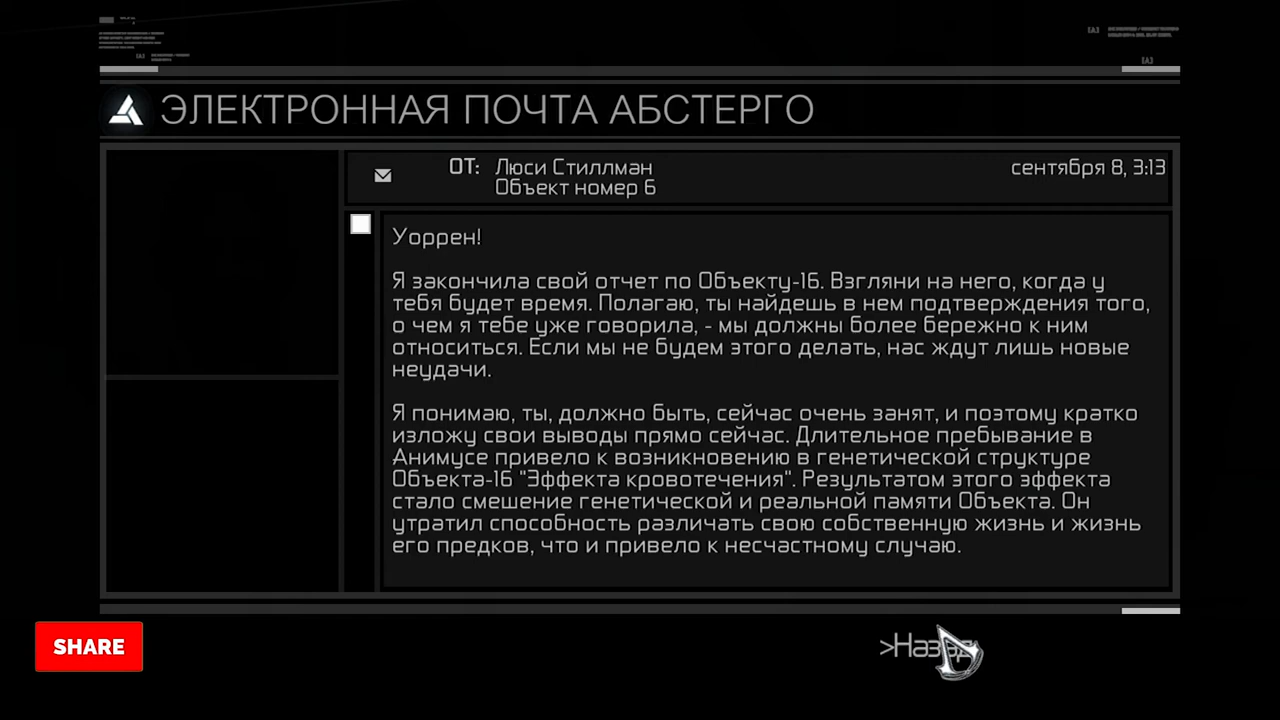 ЭЛЕКТРОННАЯ ПОЧТА АБСТЕРГО
ОТ: Люси Стиллман сентября 8, 3:13
Объект номер 6
Уоррен!
Я закончила свой отчет по Объекту-16. Взгляни на него, когда у
тебя будет время. Полагаю, ты найдешь в нем подтверждения того,
о чем я тебе уже говорила, - мы должны более бережно к ним
относиться. Если мы не будем этого делать, нас ждут лишь новые
неудачи.
Я понимаю, ты, должно быть, сейчас очень занят, и поэтому кратко
изложу свои выводы прямо сейчас. Длительное пребывание в
Анимусе привело к возникновению в генетической структуре
Объекта-16 "Эффекта кровотечения". Результатом этого эффекта
стало смешение генетической и реальной памяти Объекта. Он
утратил способность различать свою собственную жизнь и жизнь
его предков, что и привело к несчастному случаю.
SHARE
>Назад